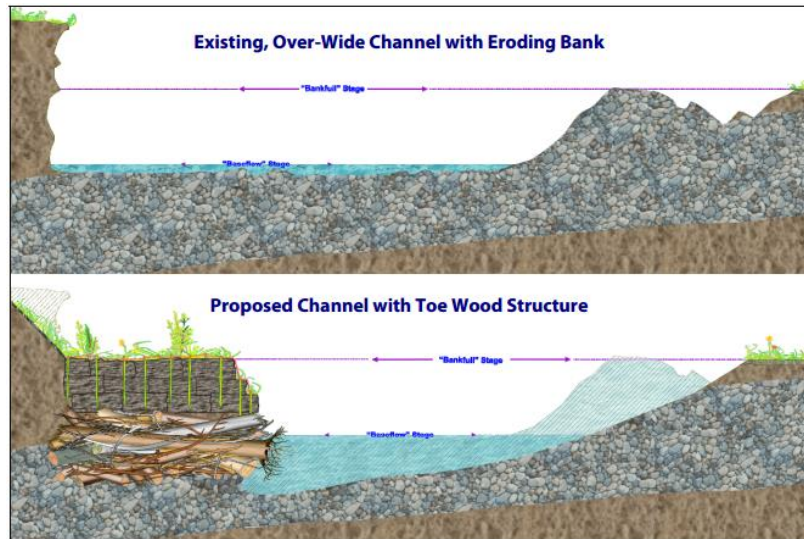 Existing, Over-Wide Channel with Eroding Bank
"Bankfull" Stage
"Baseflow" Stage
Proposed Channel with Toe Wood Structure
"Bankfull" Stage
"Baseflow" Stage